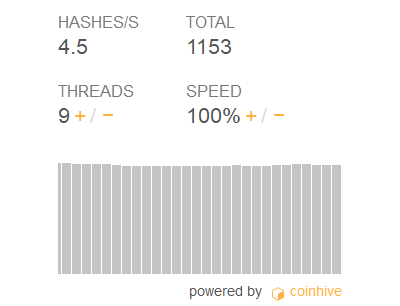 HASHES/S TOTAL
4.5 1153
THREADS SPEED
9 + / − 100% + / −
powered by coinhive